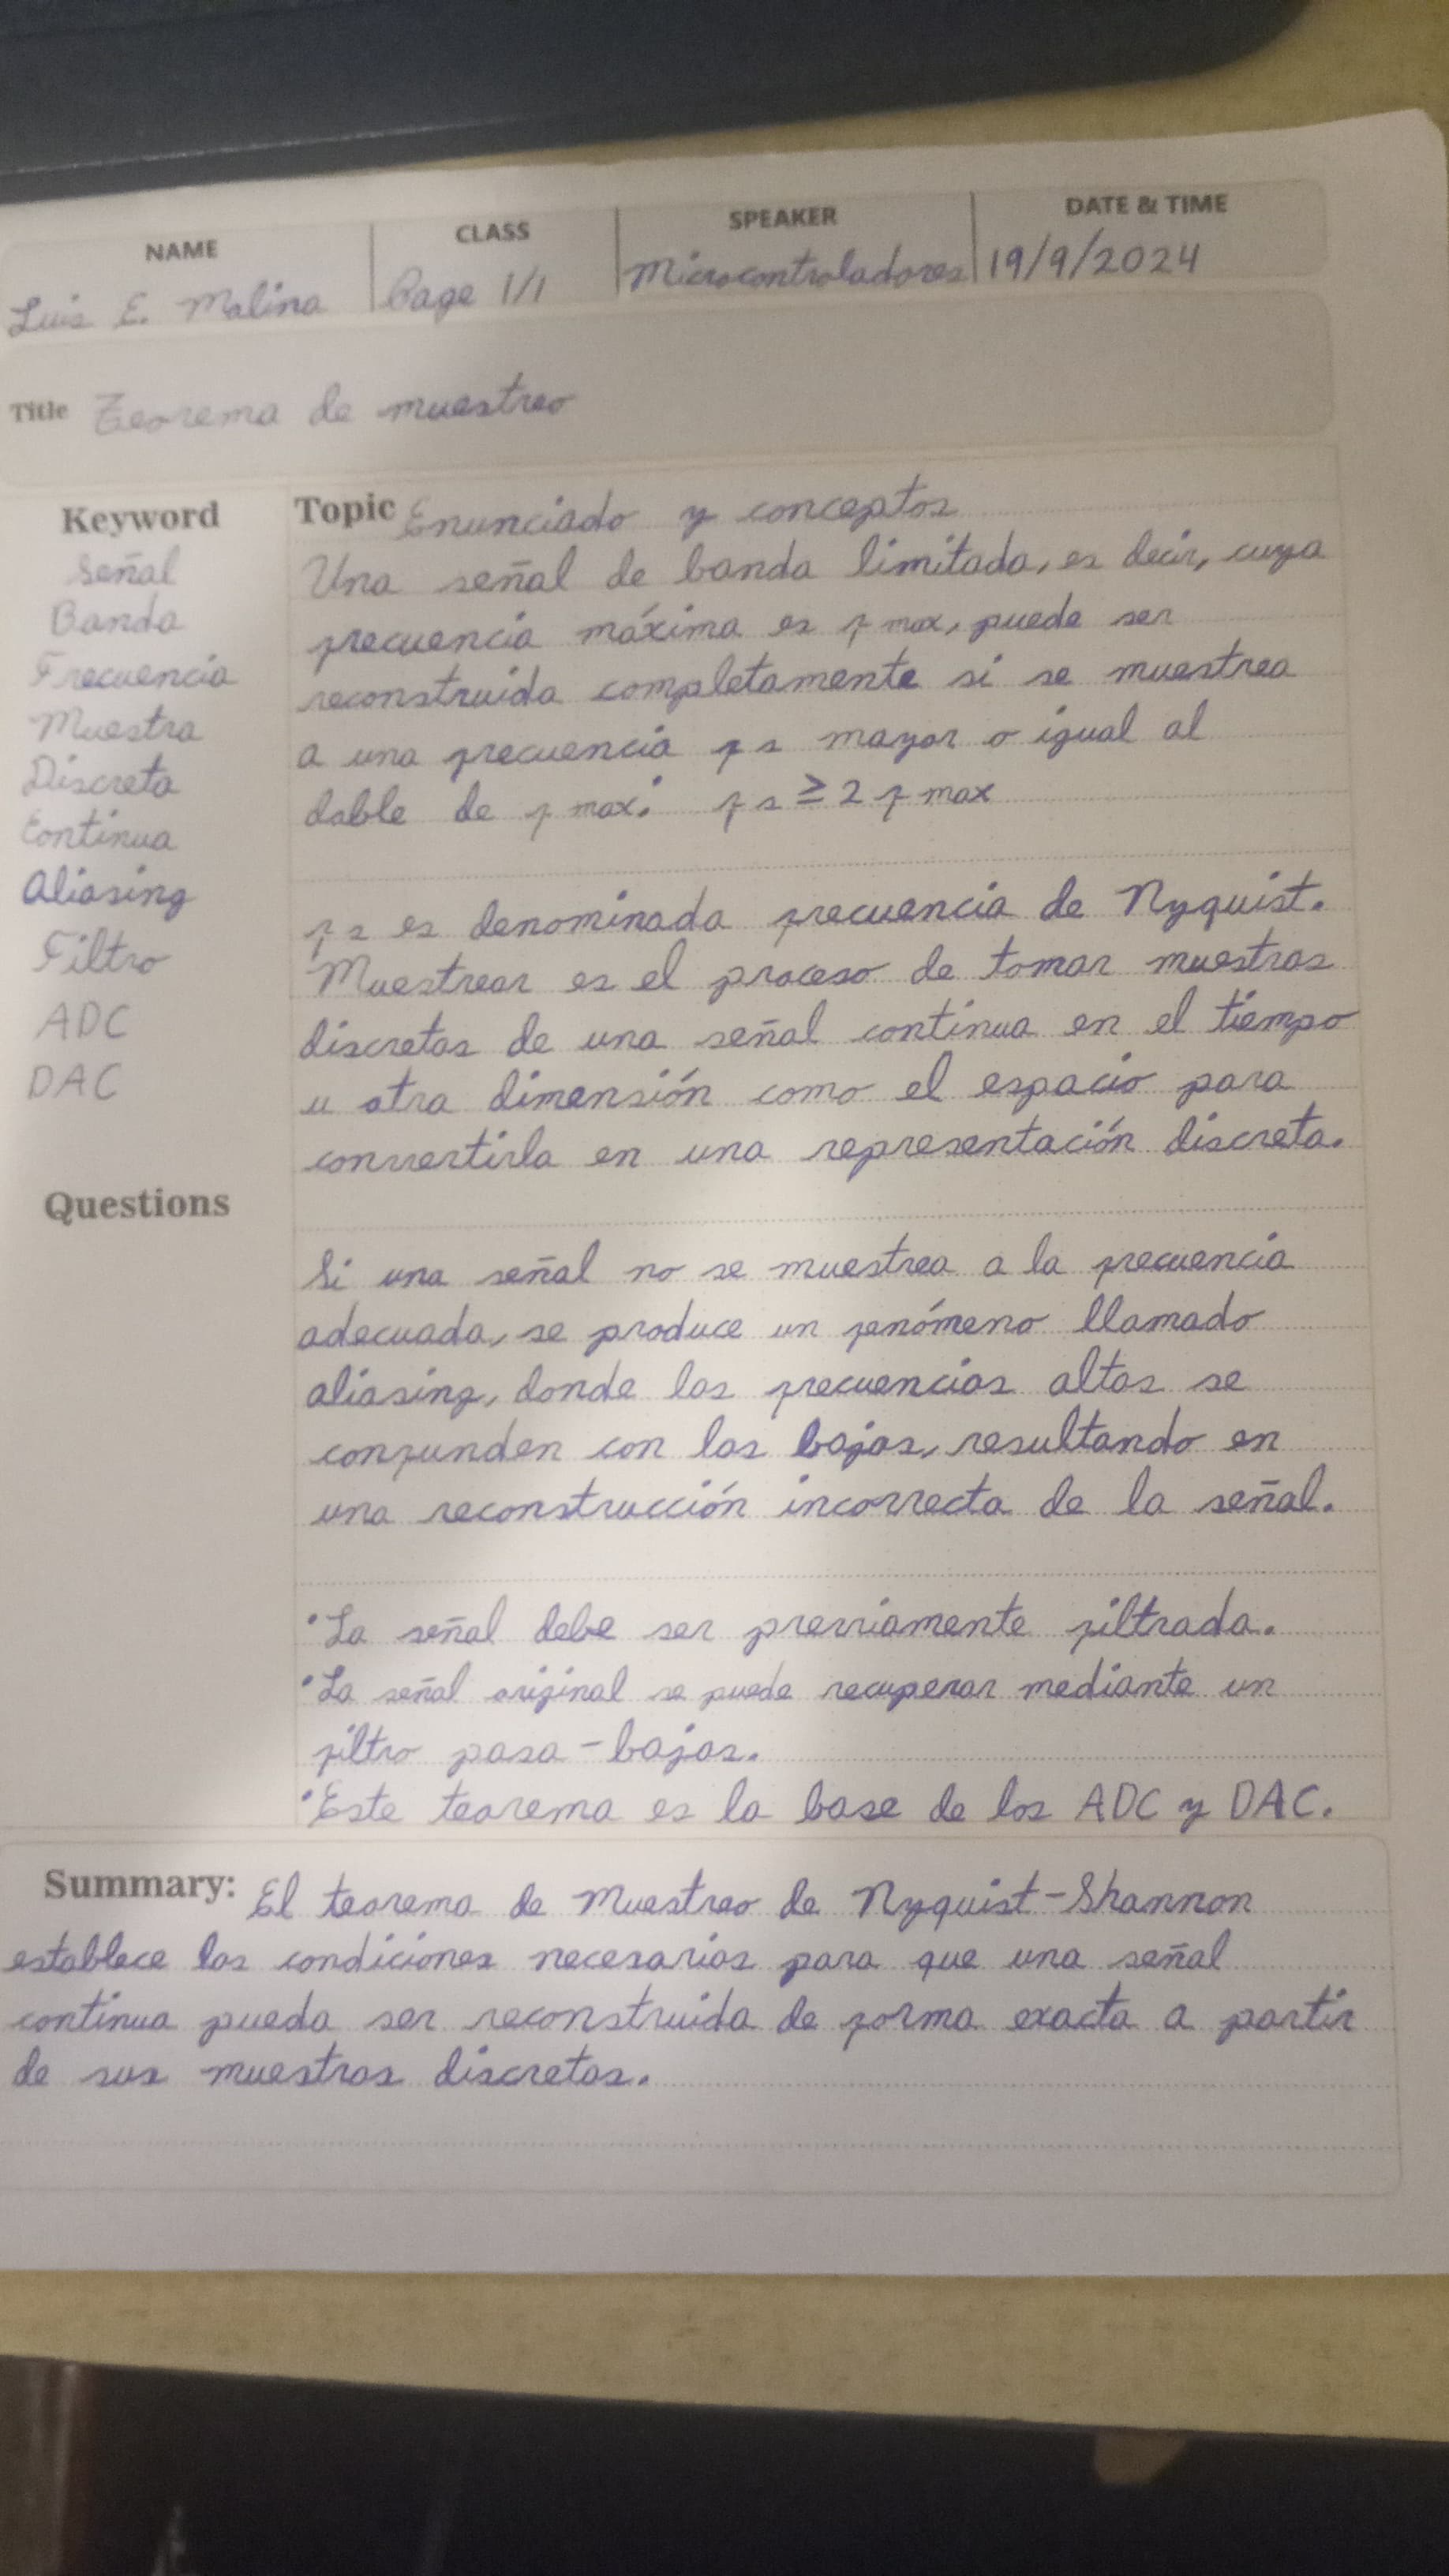 NAME CLASS SPEAKER DATE & TIME
Luis E. Molina Page 1/1 Microcontroladores 19/9/2024
Title Teorema de muestreo
Keyword
Señal
Banda
Frecuencia
Muestra
Discreta
Continua
Aliasing
Filtro
ADC
DAC
Questions
Topic Enunciado y conceptos
Una señal de banda limitada, es decir, cuya
frecuencia máxima es f max, puede ser
reconstruida completamente si se muestrea
a una frecuencia f s mayor o igual al
doble de f max: f s ≥ 2 f max
f s es denominada frecuencia de Nyquist.
Muestrear es el proceso de tomar muestras
discretas de una señal continua en el tiempo
u otra dimensión como el espacio para
convertirla en una representación discreta.
Si una señal no se muestrea a la frecuencia
adecuada, se produce un fenómeno llamado
aliasing, donde las frecuencias altas se
confunden con las bajas, resultando en
una reconstrucción incorrecta de la señal.
• La señal debe ser previamente filtrada.
• La señal original se puede recuperar mediante un
filtro pasa-bajas.
• Este teorema es la base de los ADC y DAC.
Summary: El teorema de Muestreo de Nyquist-Shannon
establece las condiciones necesarias para que una señal
continua pueda ser reconstruida de forma exacta a partir
de sus muestras discretas.